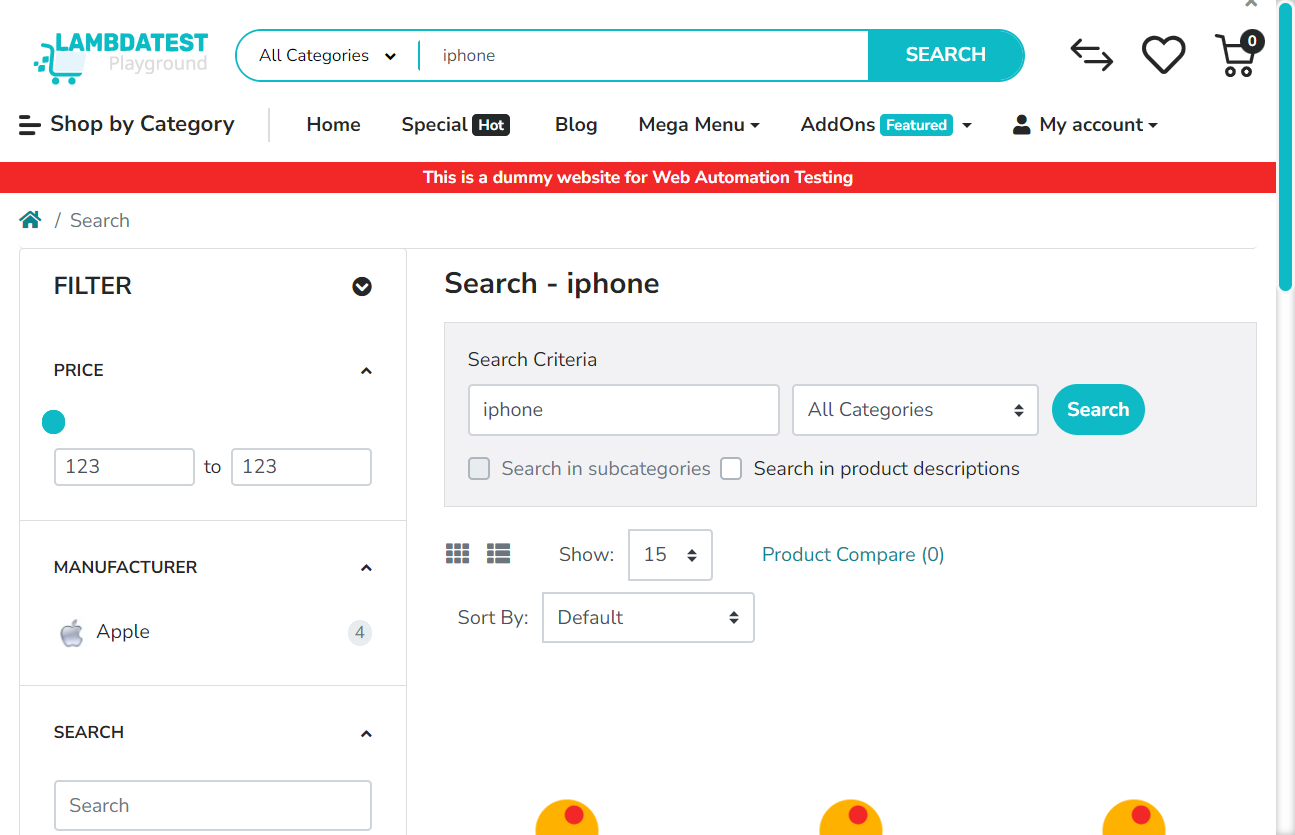 LAMBDATEST
Playground
All Categories
iphone
SEARCH
0
Shop by Category
Home
Special Hot
Blog
Mega Menu
AddOns Featured
My account
This is a dummy website for Web Automation Testing
/ Search
FILTER
PRICE
123 to 123
MANUFACTURER
Apple 4
SEARCH
Search
Search - iphone
Search Criteria
iphone
All Categories
Search
Search in subcategories
Search in product descriptions
Show: 15
Product Compare (0)
Sort By: Default